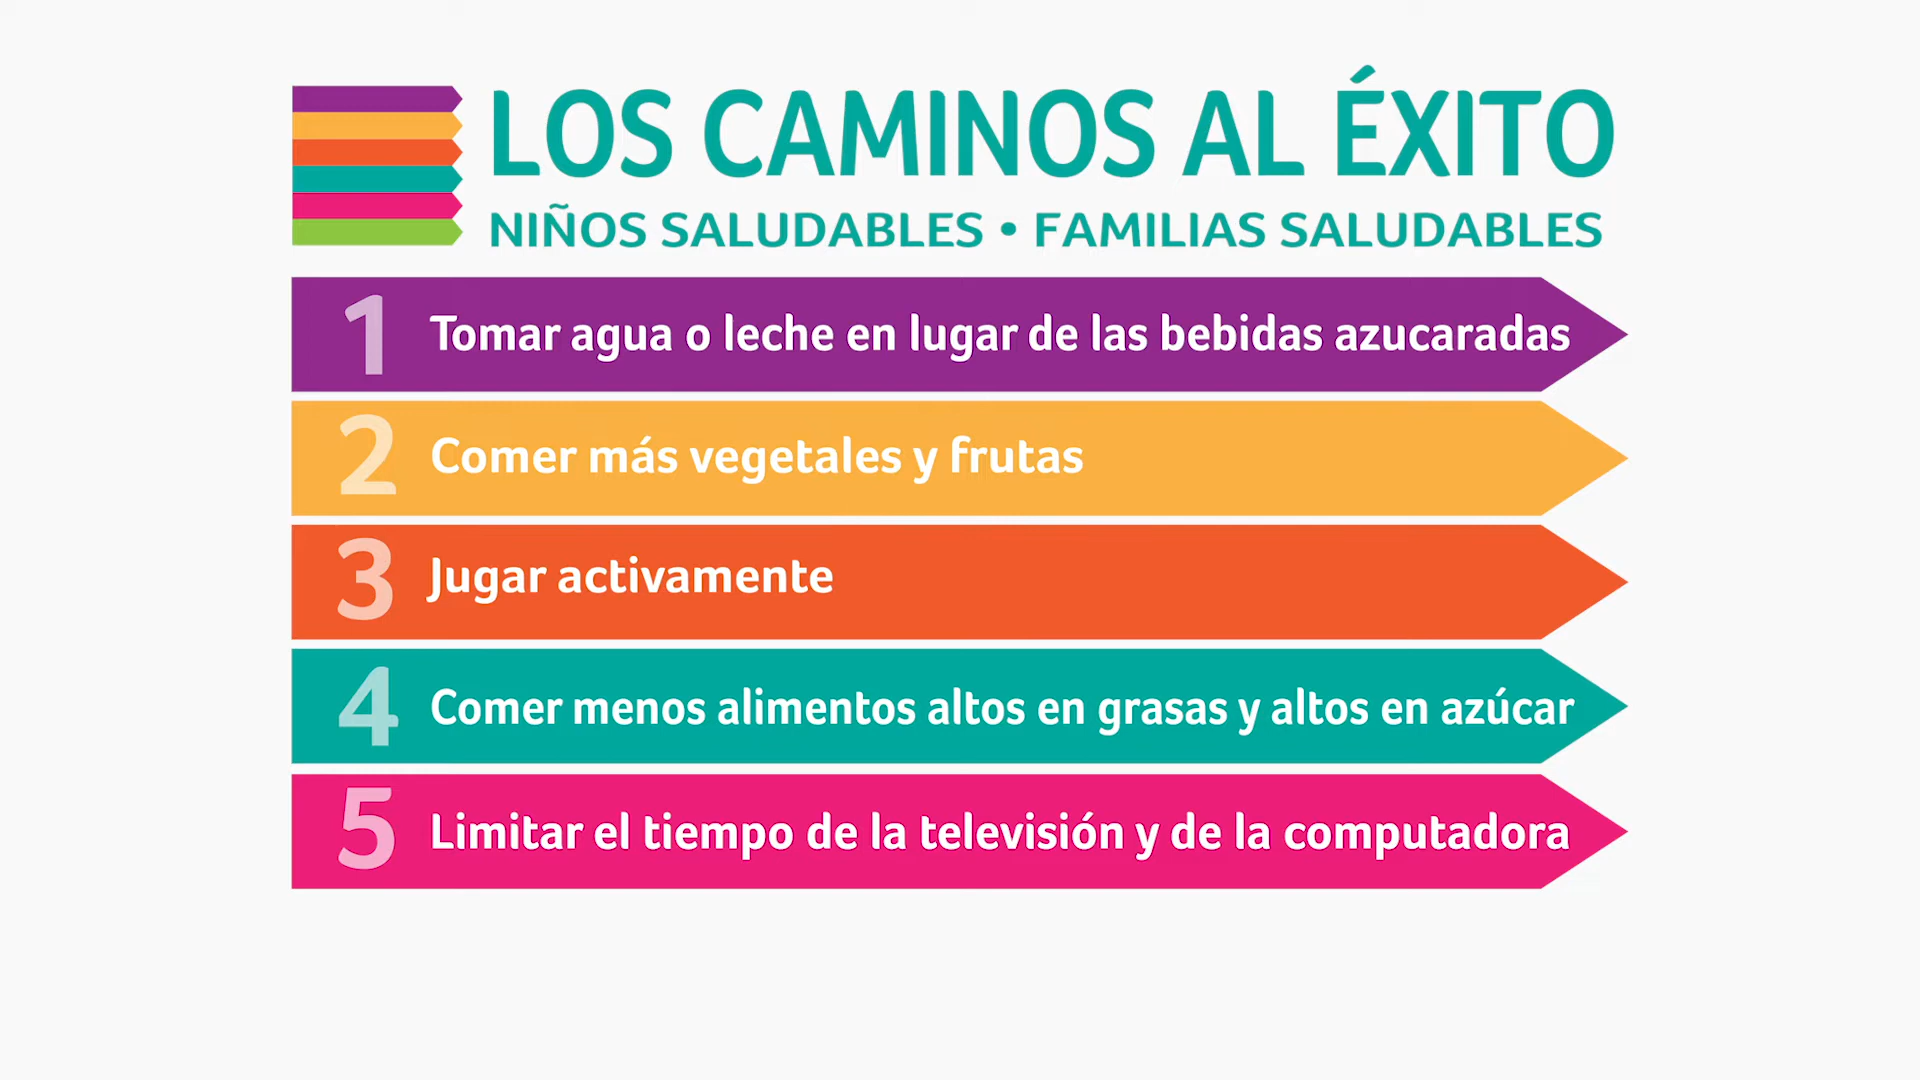 LOS CAMINOS AL ÉXITO
NIÑOS SALUDABLES • FAMILIAS SALUDABLES
1 Tomar agua o leche en lugar de las bebidas azucaradas
2 Comer más vegetales y frutas
3 Jugar activamente
4 Comer menos alimentos altos en grasas y altos en azúcar
5 Limitar el tiempo de la televisión y de la computadora